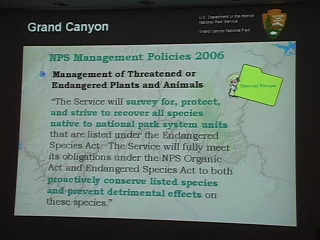 Grand Canyon
U.S. Department of the Interior
National Park Service
Grand Canyon National Park
NPS Management Policies 2006
Management of Threatened or
Endangered Plants and Animals
"The Service will survey for, protect,
and strive to recover all species
native to national park system units
that are listed under the Endangered
Species Act. The Service will fully meet
its obligations under the NPS Organic
Act and Endangered Species Act to both
proactively conserve listed species
and prevent detrimental effects on
these species."